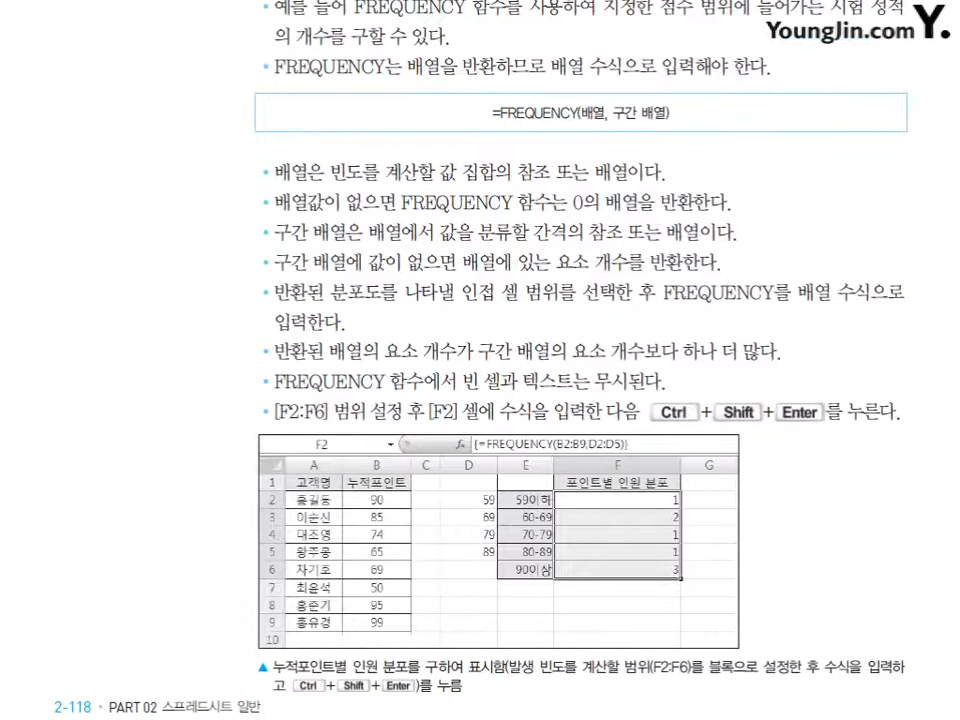 • 예를 들어 FREQUENCY 함수를 사용하여 지정한 점수 범위에 들어가는 시험 성적
의 개수를 구할 수 있다.
YoungJin.com Y.
• FREQUENCY는 배열을 반환하므로 배열 수식으로 입력해야 한다.
=FREQUENCY(배열, 구간 배열)
• 배열은 빈도를 계산할 값 집합의 참조 또는 배열이다.
• 배열값이 없으면 FREQUENCY 함수는 0의 배열을 반환한다.
• 구간 배열은 배열에서 값을 분류할 간격의 참조 또는 배열이다.
• 구간 배열에 값이 없으면 배열에 있는 요소 개수를 반환한다.
• 반환된 분포도를 나타낼 인접 셀 범위를 선택한 후 FREQUENCY를 배열 수식으로
입력한다.
• 반환된 배열의 요소 개수가 구간 배열의 요소 개수보다 하나 더 많다.
• FREQUENCY 함수에서 빈 셀과 텍스트는 무시된다.
• [F2:F6] 범위 설정 후 [F2] 셀에 수식을 입력한 다음 Ctrl+Shift+Enter를 누른다.
F2 fx {=FREQUENCY(B2:B9,D2:D5)}
A B C D E F G
1 고객명 누적포인트 포인트별 인원 분포
2 홍길동 90 59 59이하 1
3 이순신 85 69 60-69 2
4 대조영 74 79 70-79 1
5 왕주몽 65 89 80-89 1
6 차기호 69 90이상 3
7 최윤석 50
8 홍준기 95
9 홍유경 99
10
▲ 누적포인트별 인원 분포를 구하여 표시함(발생 빈도를 계산할 범위(F2:F6)를 블록으로 설정한 후 수식을 입력하
고 Ctrl+Shift+Enter)를 누름
2-118 • PART 02 스프레드시트 일반